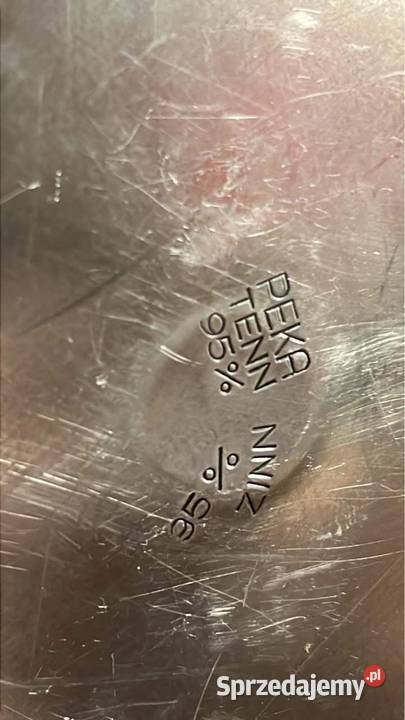 PEKA
TENN
95%
ZINN
95
%
Sprzedajemy.pl